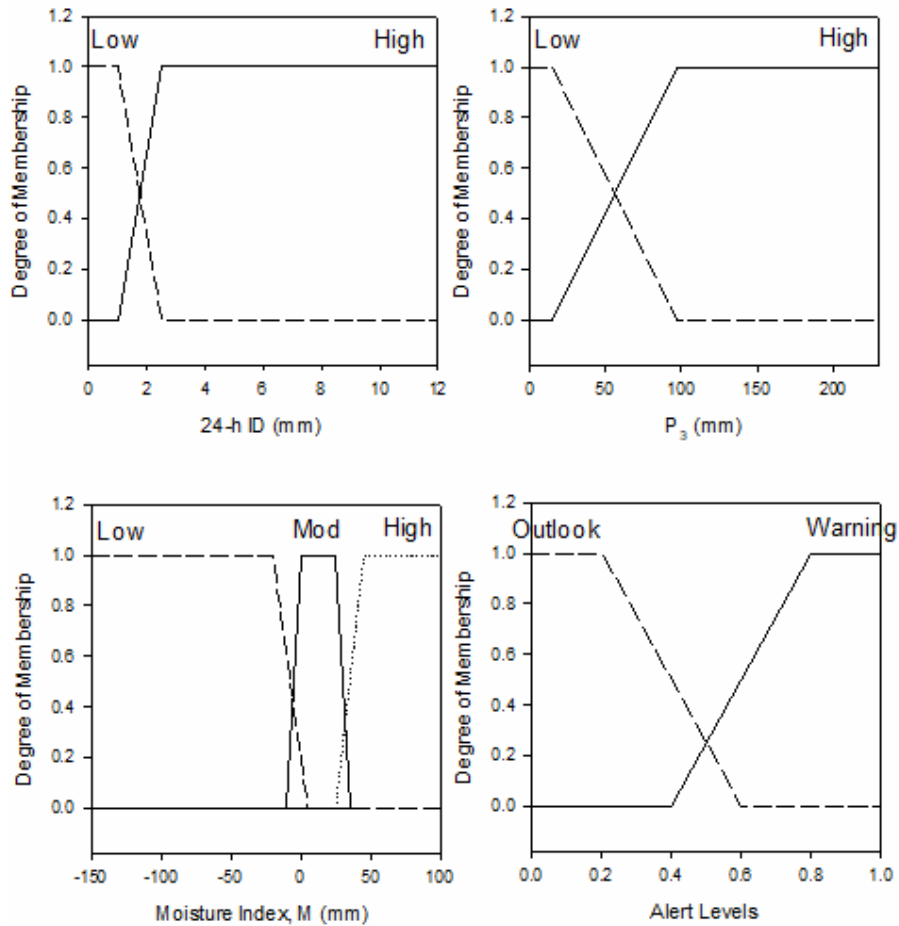 1.2
Low High
1.0
0.8
0.6
0.4
0.2
0.0
Degree of Membership
0 2 4 6 8 10 12
24-h ID (mm)
1.2
Low High
1.0
0.8
0.6
0.4
0.2
0.0
Degree of Membership
0 50 100 150 200
P3 (mm)
1.2
Low Mod High
1.0
0.8
0.6
0.4
0.2
0.0
Degree of Membership
-150 -100 -50 0 50 100
Moisture Index, M (mm)
1.2
Outlook Warning
1.0
0.8
0.6
0.4
0.2
0.0
Degree of Membership
0.0 0.2 0.4 0.6 0.8 1.0
Alert Levels